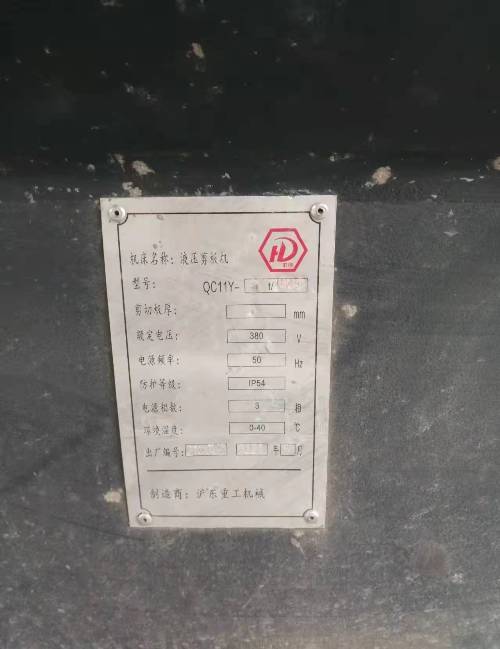 HD
机床名称：液压剪板机
型号： QC11Y- t/
剪切板厚： mm
额定电压： 380 V
电源频率： 50 Hz
防护等级： IP54
电源相数： 3 相
环境温度： 0-40 ℃
出厂编号： 年 月
制造商：沪东重工机械